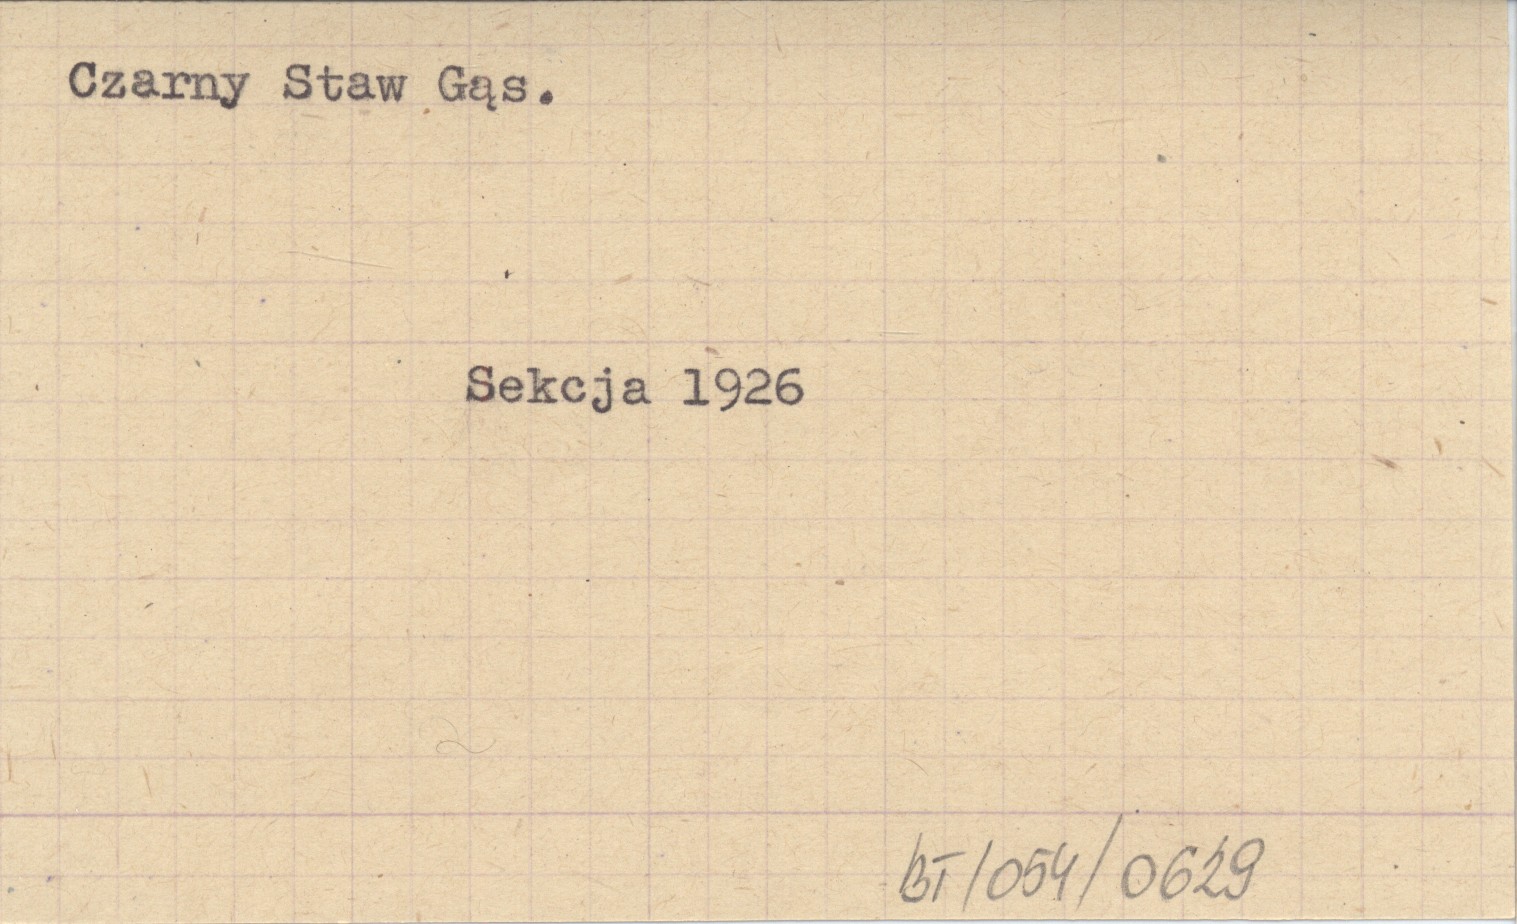 Czarny Staw Gąs.
Sekcja 1926
BT/054/0629